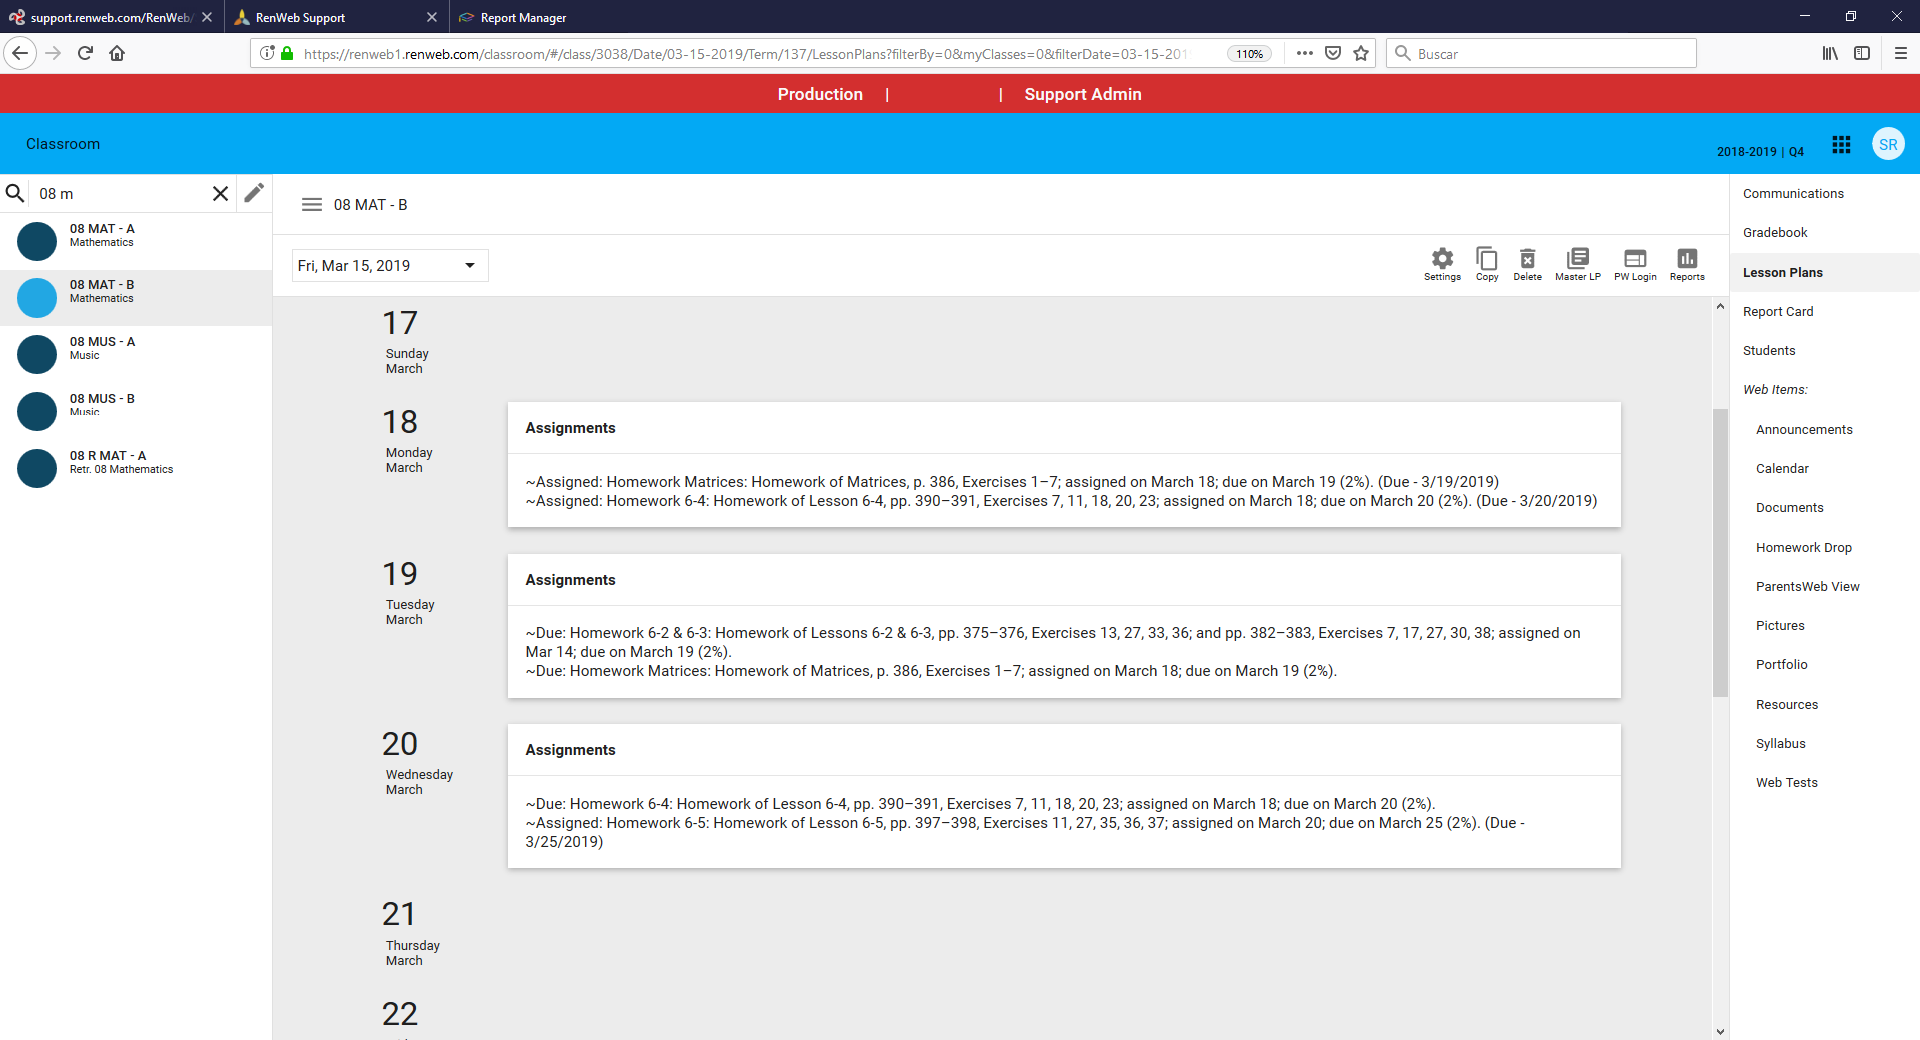 support.renweb.com/RenWeb/
RenWeb Support
Report Manager
https://renweb1.renweb.com/classroom/#/class/3038/Date/03-15-2019/Term/137/LessonPlans?filterBy=0&myClasses=0&filterDate=03-15-201
110%
Buscar
Production | | Support Admin
Classroom
2018-2019 | Q4
SR
08 m
08 MAT - A
Mathematics
08 MAT - B
Mathematics
08 MUS - A
Music
08 MUS - B
Music
08 R MAT - A
Retr. 08 Mathematics
08 MAT - B
Fri, Mar 15, 2019
Settings
Copy
Delete
Master LP
PW Login
Reports
17
Sunday
March
18
Monday
March
Assignments
~Assigned: Homework Matrices: Homework of Matrices, p. 386, Exercises 1–7; assigned on March 18; due on March 19 (2%). (Due - 3/19/2019)
~Assigned: Homework 6-4: Homework of Lesson 6-4, pp. 390–391, Exercises 7, 11, 18, 20, 23; assigned on March 18; due on March 20 (2%). (Due - 3/20/2019)
19
Tuesday
March
Assignments
~Due: Homework 6-2 & 6-3: Homework of Lessons 6-2 & 6-3, pp. 375–376, Exercises 13, 27, 33, 36; and pp. 382–383, Exercises 7, 17, 27, 30, 38; assigned on
Mar 14; due on March 19 (2%).
~Due: Homework Matrices: Homework of Matrices, p. 386, Exercises 1–7; assigned on March 18; due on March 19 (2%).
20
Wednesday
March
Assignments
~Due: Homework 6-4: Homework of Lesson 6-4, pp. 390–391, Exercises 7, 11, 18, 20, 23; assigned on March 18; due on March 20 (2%).
~Assigned: Homework 6-5: Homework of Lesson 6-5, pp. 397–398, Exercises 11, 27, 35, 36, 37; assigned on March 20; due on March 25 (2%). (Due -
3/25/2019)
21
Thursday
March
22
Communications
Gradebook
Lesson Plans
Report Card
Students
Web Items:
Announcements
Calendar
Documents
Homework Drop
ParentsWeb View
Pictures
Portfolio
Resources
Syllabus
Web Tests